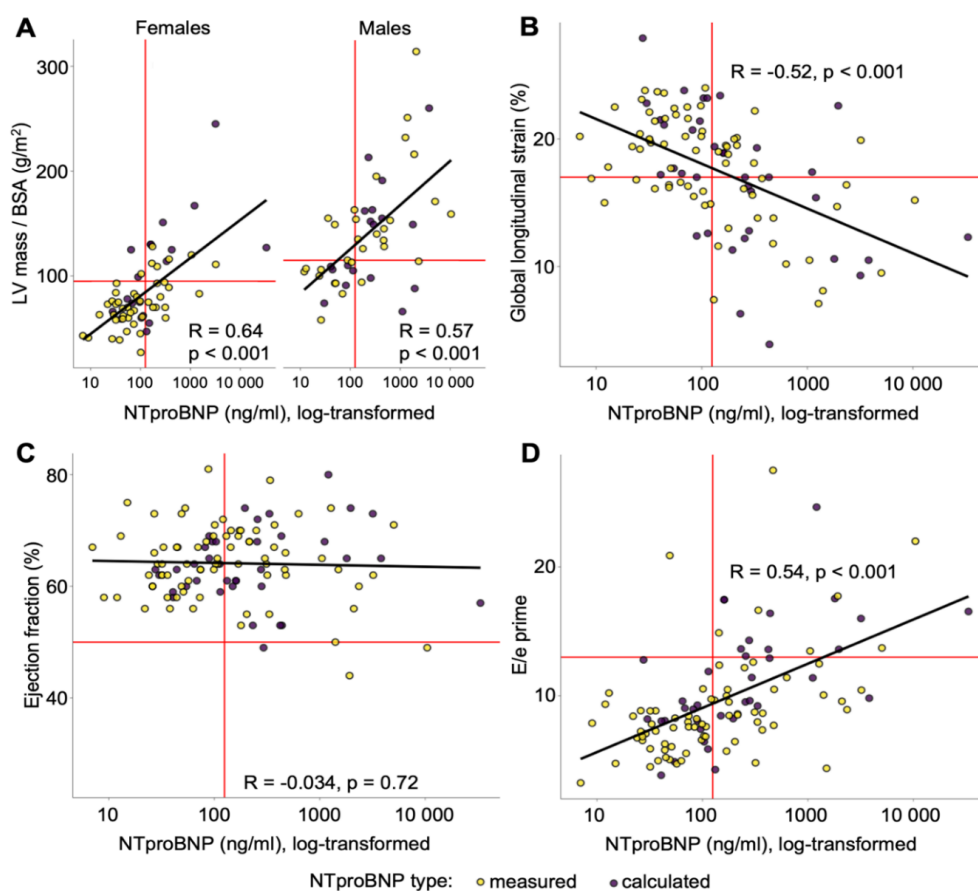 A
Females
Males
LV mass / BSA (g/m²)
300
200
100
R = 0.64
p < 0.001
R = 0.57
p < 0.001
10 100 1000 10 000
10 100 1000 10 000
NTproBNP (ng/ml), log-transformed
B
Global longitudinal strain (%)
R = -0.52, p < 0.001
20
10
10 100 1000 10 000
NTproBNP (ng/ml), log-transformed
C
Ejection fraction (%)
80
60
40
R = -0.034, p = 0.72
10 100 1000 10 000
NTproBNP (ng/ml), log-transformed
D
E/e prime
20
R = 0.54, p < 0.001
10
10 100 1000 10 000
NTproBNP (ng/ml), log-transformed
NTproBNP type: measured calculated